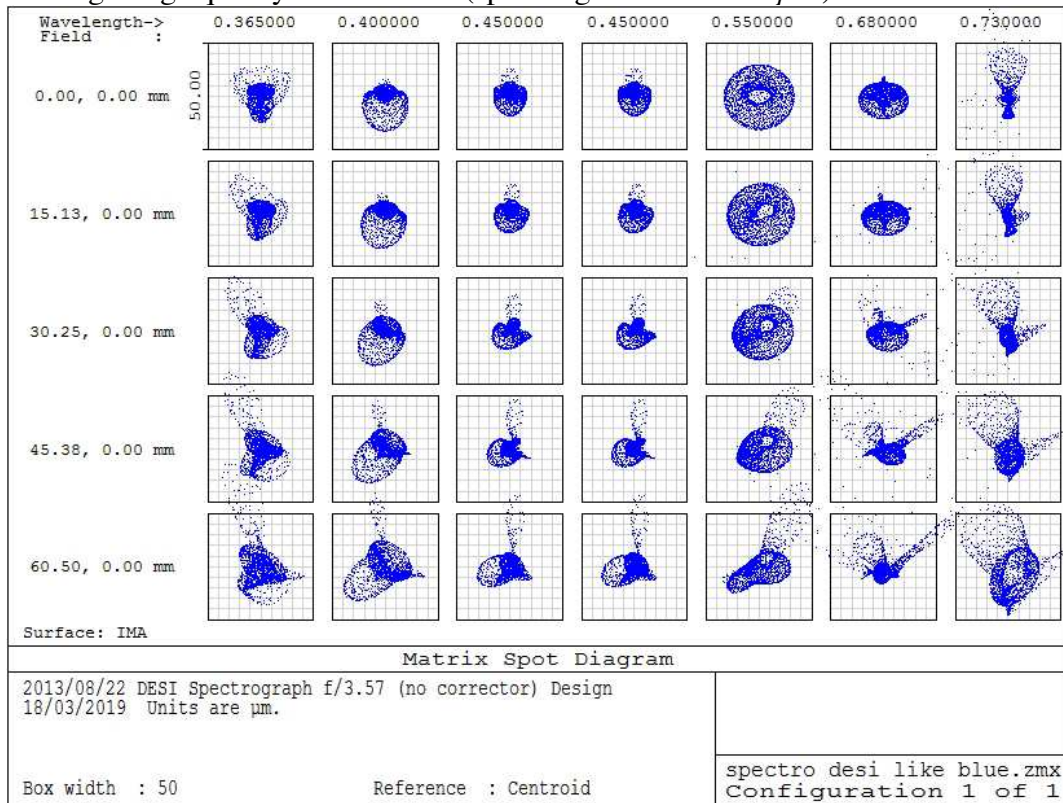 Wavelength-> 0.365000 0.400000 0.450000 0.450000 0.550000 0.680000 0.730000
Field :
50.00
0.00, 0.00 mm
15.13, 0.00 mm
30.25, 0.00 mm
45.38, 0.00 mm
60.50, 0.00 mm
Surface: IMA
Matrix Spot Diagram
2013/08/22 DESI Spectrograph f/3.57 (no corrector) Design
18/03/2019 Units are µm.
Box width : 50 Reference : Centroid
spectro desi like blue.zmx
Configuration 1 of 1